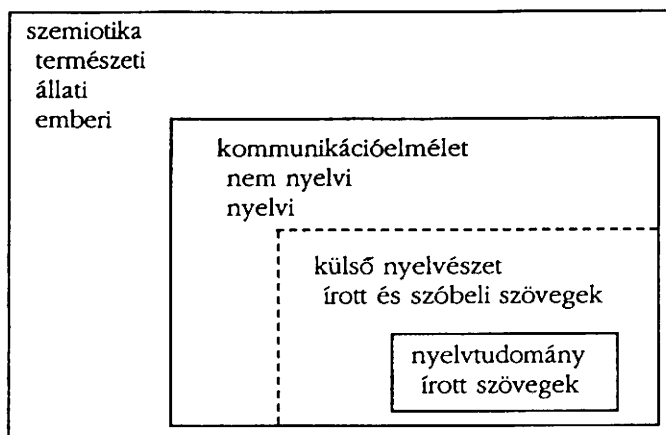 szemiotika
természeti
állati
emberi
kommunikációelmélet
nem nyelvi
nyelvi
külső nyelvészet
írott és szóbeli szövegek
nyelvtudomány
írott szövegek